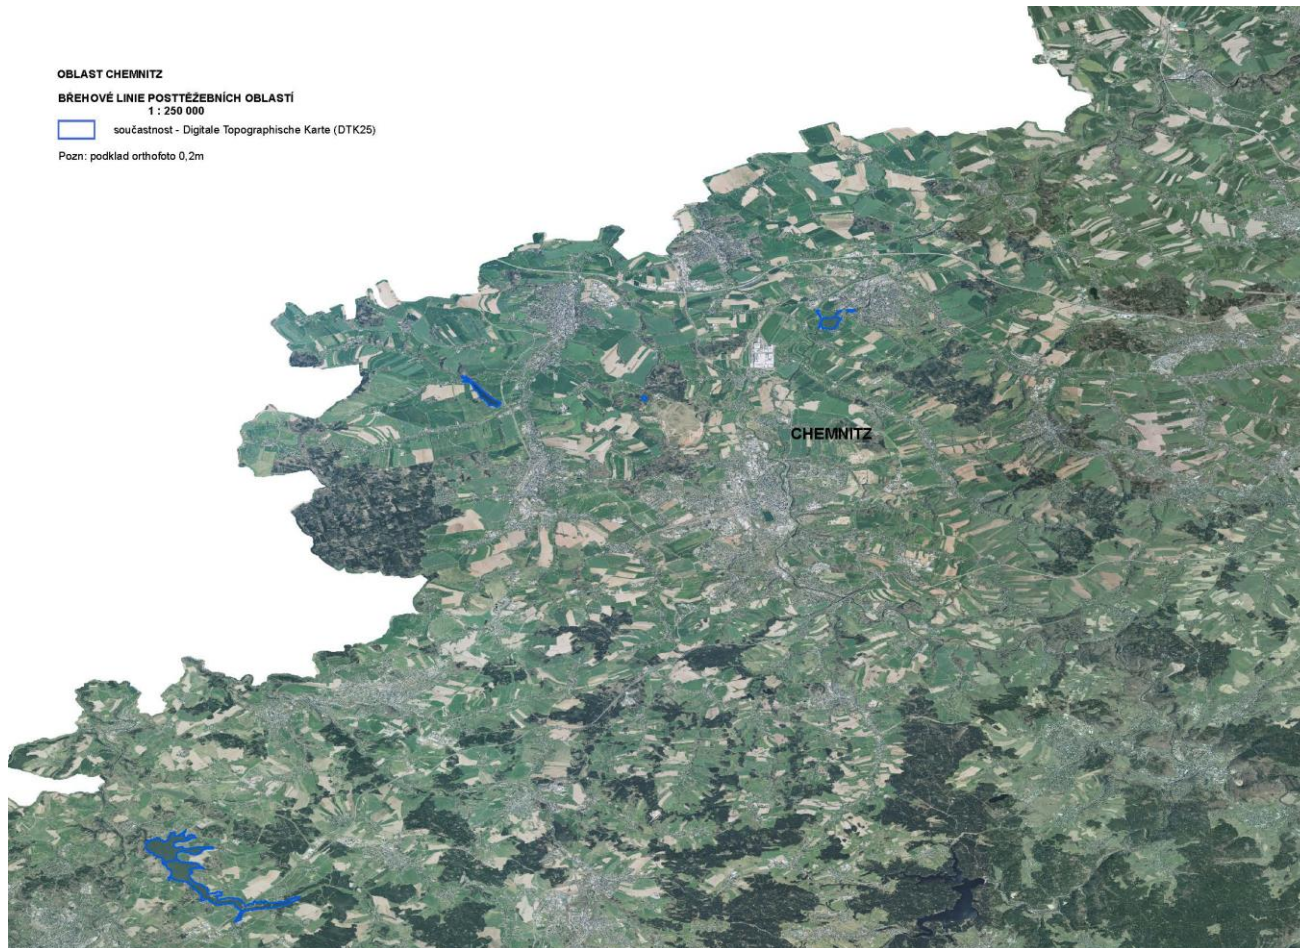 OBLAST CHEMNITZ
BŘEHOVÉ LINIE POSTTĚŽEBNÍCH OBLASTÍ
1 : 250 000
součastnost - Digitale Topographische Karte (DTK25)
Pozn: podklad orthofoto 0,2m
CHEMNITZ